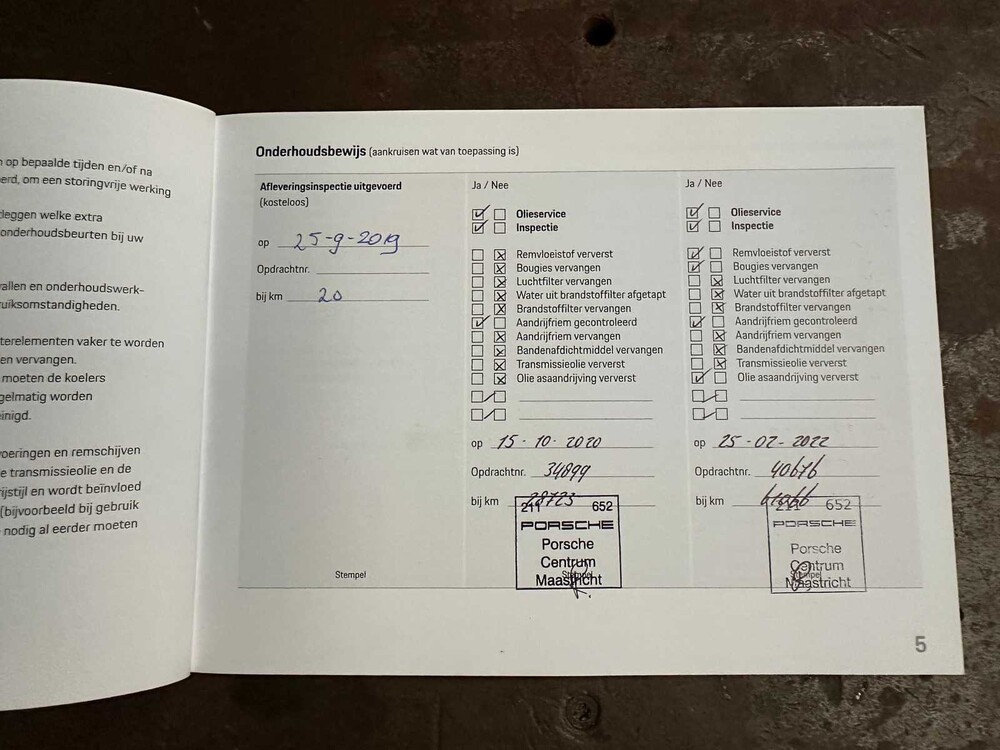 op bepaalde tijden en/of na
erd, om een storingvrije werking
leggen welke extra
onderhoudsbeurten bij uw
allen en onderhoudswerk-
uiksomstandigheden.
terelementen vaker te worden
en vervangen.
moeten de koelers
gelmatig worden
einigd.
voeringen en remschijven
e transmissieolie en de
rijstijl en wordt beïnvloed
(bijvoorbeeld bij gebruik
nodig al eerder moeten
Onderhoudsbewijs (aankruisen wat van toepassing is)
Afleveringsinspectie uitgevoerd
(kosteloos)
op 25-9-2019
Opdrachtnr.
bij km 20
Stempel
Ja / Nee
Olieservice
Inspectie
Remvloeistof ververst
Bougies vervangen
Luchtfilter vervangen
Water uit brandstoffilter afgetapt
Brandstoffilter vervangen
Aandrijfriem gecontroleerd
Aandrijfriem vervangen
Bandenafdichtmiddel vervangen
Transmissieolie ververst
Olie asaandrijving ververst
op 15-10-2020
Opdrachtnr. 34899
bij km 28723
211 652
PORSCHE
Porsche
Centrum
Maastricht
Stempel
Ja / Nee
Olieservice
Inspectie
Remvloeistof ververst
Bougies vervangen
Luchtfilter vervangen
Water uit brandstoffilter afgetapt
Brandstoffilter vervangen
Aandrijfriem gecontroleerd
Aandrijfriem vervangen
Bandenafdichtmiddel vervangen
Transmissieolie ververst
Olie asaandrijving ververst
op 25-02-2022
Opdrachtnr. 40676
bij km
652
PORSCHE
Porsche
Centrum
Maastricht
Stempel
5